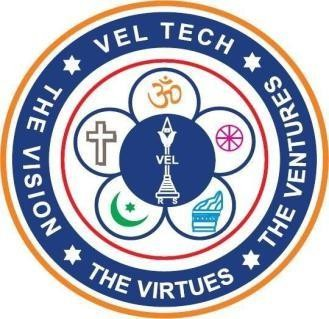 VEL TECH
THE VISION
THE VIRTUES
THE VENTURES
ॐ
VEL
R S